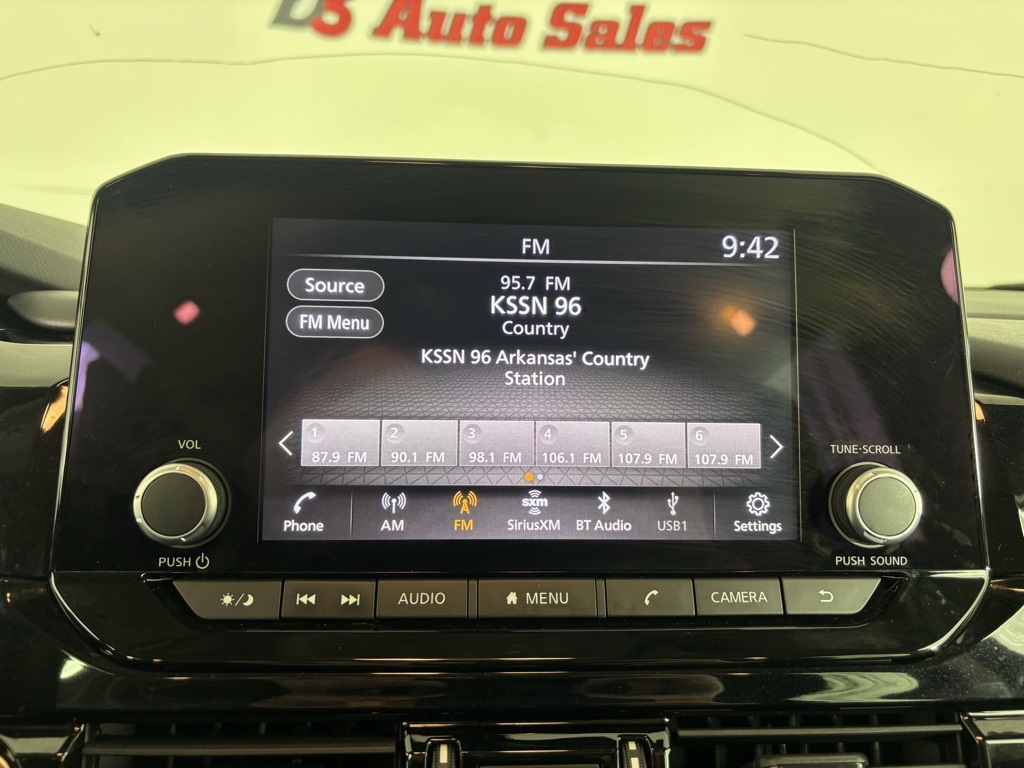 D3 Auto Sales
FM
9:42
Source
FM Menu
95.7 FM
KSSN 96
Country
KSSN 96 Arkansas' Country
Station
1 2 3 4 5 6
87.9 FM 90.1 FM 98.1 FM 106.1 FM 107.9 FM 107.9 FM
Phone AM FM SiriusXM BT Audio USB1 Settings
sxm
VOL
PUSH
TUNE·SCROLL
PUSH SOUND
AUDIO MENU CAMERA